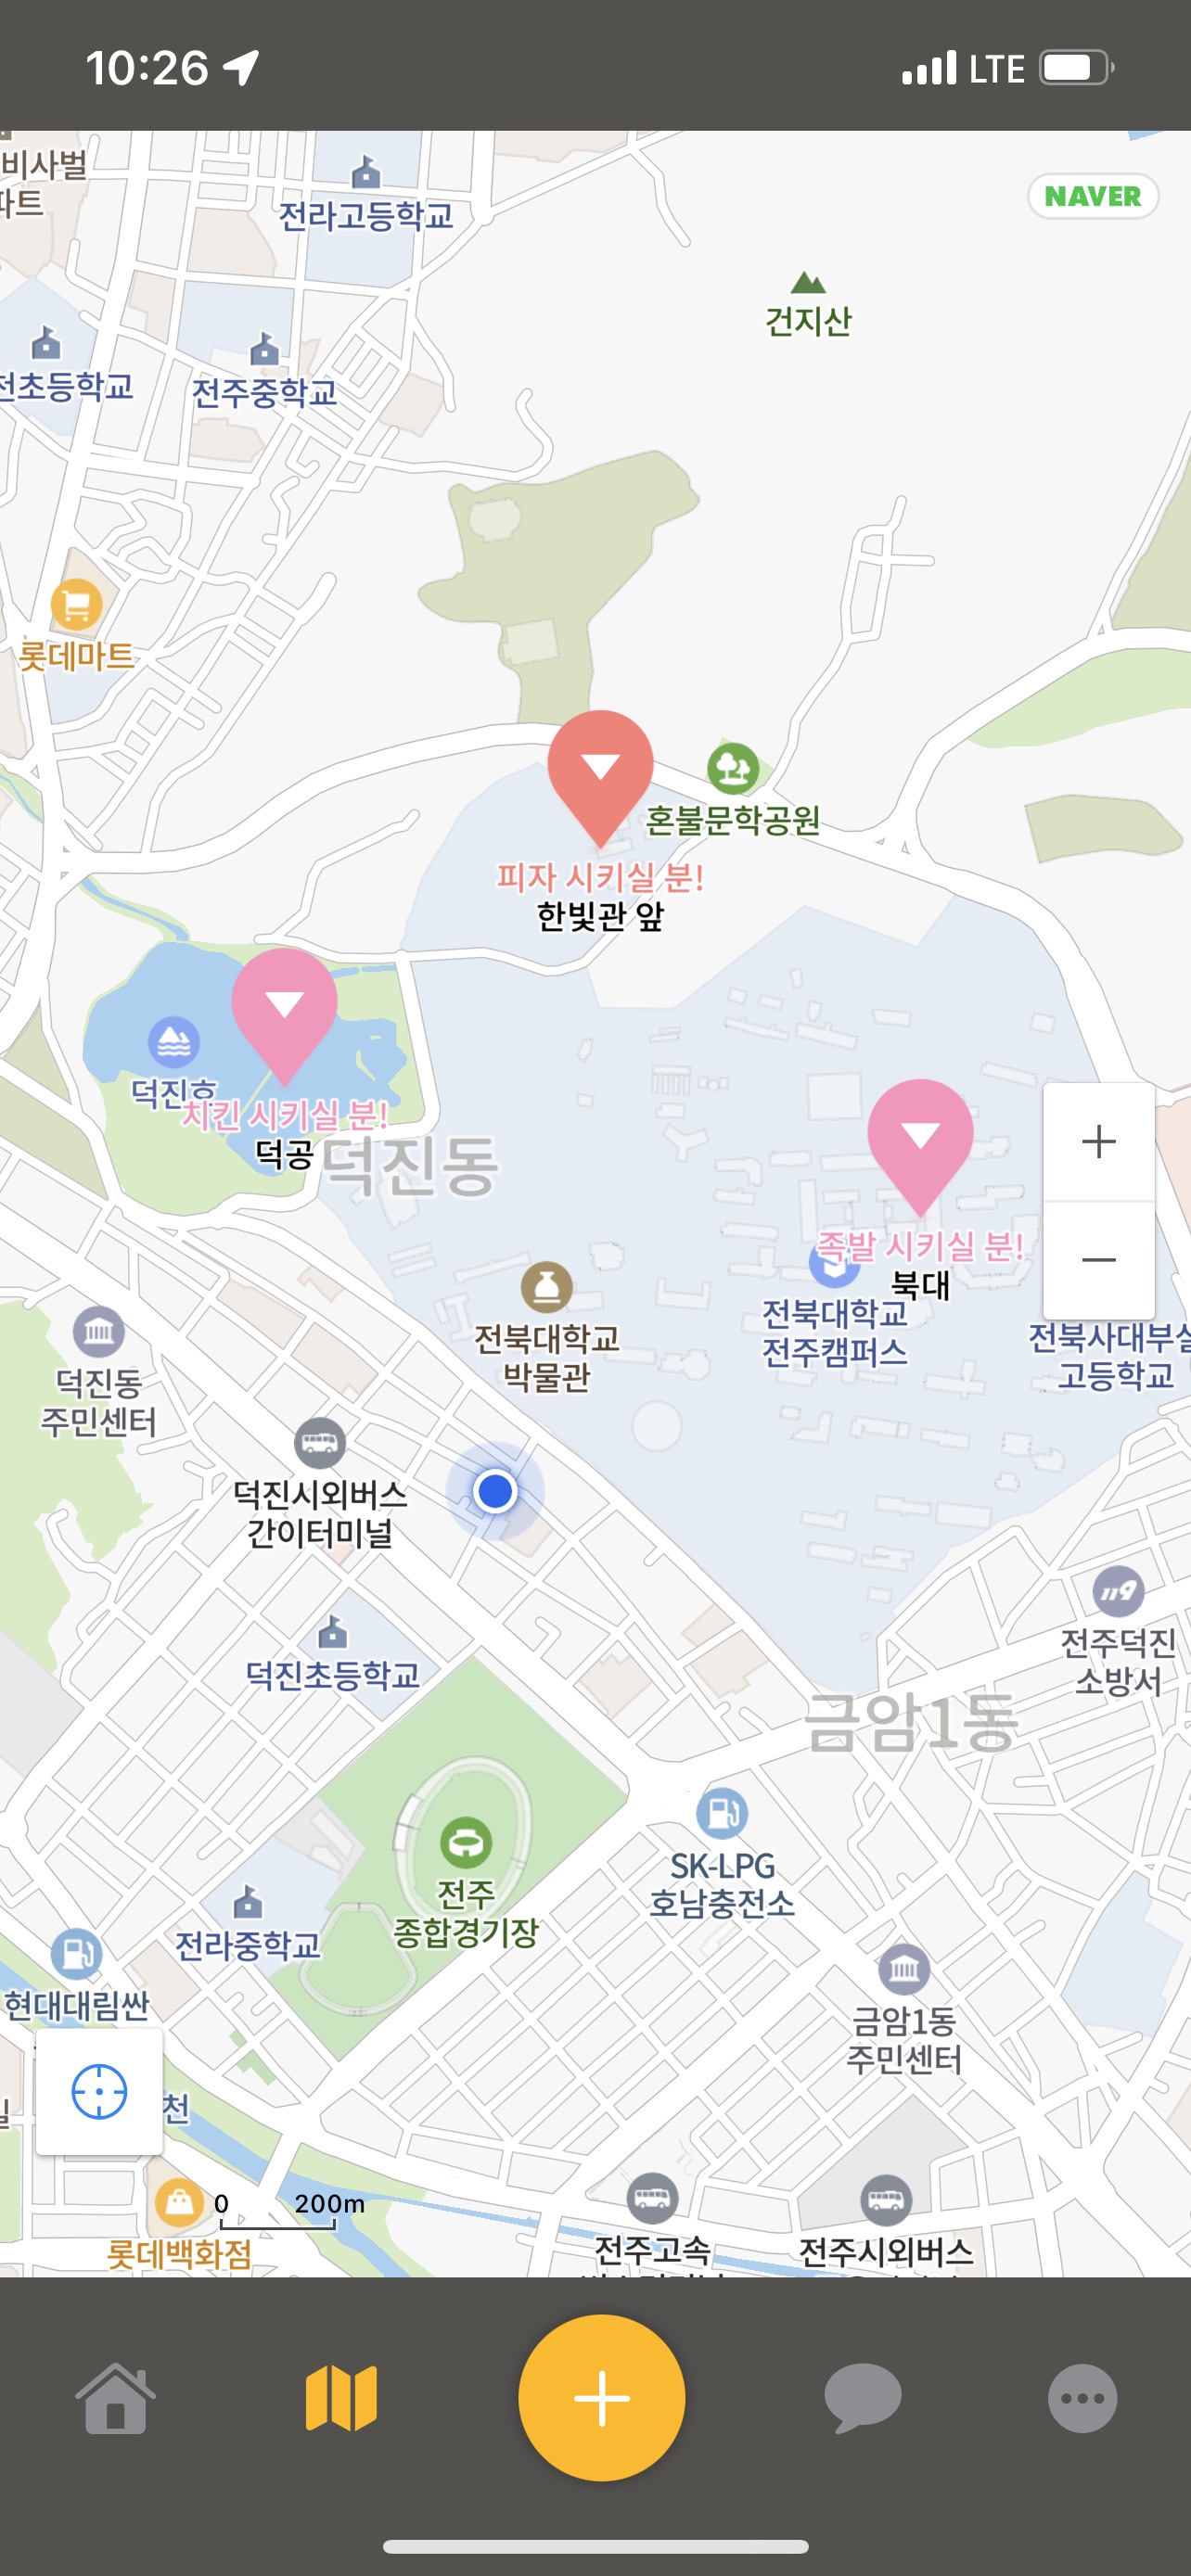 10:26
LTE
비사벌
파트
전라고등학교
NAVER
건지산
천초등학교
전주중학교
롯데마트
혼불문학공원
피자 시키실 분!
한빛관 앞
덕진호
치킨 시키실 분!
덕공
덕진동
족발 시키실 분!
북대
전북대학교
전주캠퍼스
전북대학교
박물관
전북사대부설
고등학교
덕진동
주민센터
덕진시외버스
간이터미널
덕진초등학교
119
전주덕진
소방서
금암1동
SK-LPG
호남충전소
전주
종합경기장
전라중학교
현대대림싼
금암1동
주민센터
천
0 200m
롯데백화점
전주고속
전주시외버스